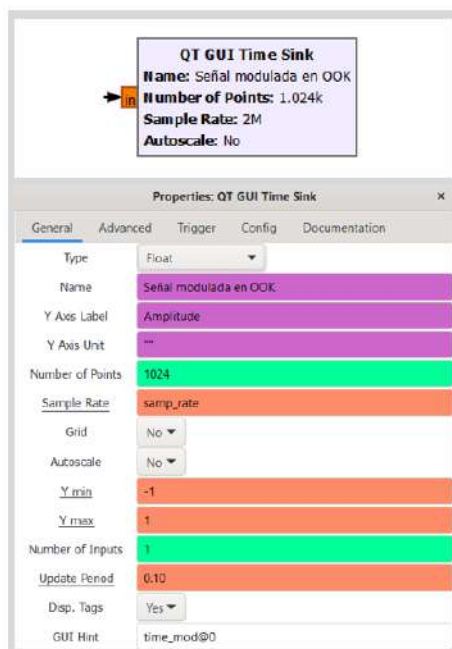 QT GUI Time Sink
Name: Señal modulada en OOK
in
Number of Points: 1.024k
Sample Rate: 2M
Autoscale: No
Properties: QT GUI Time Sink ×
General Advanced Trigger Config Documentation
Type Float
Name Señal modulada en OOK
Y Axis Label Amplitude
Y Axis Unit ""
Number of Points 1024
Sample Rate samp_rate
Grid No
Autoscale No
Y min -1
Y max 1
Number of Inputs 1
Update Period 0.10
Disp. Tags Yes
GUI Hint time_mod@0